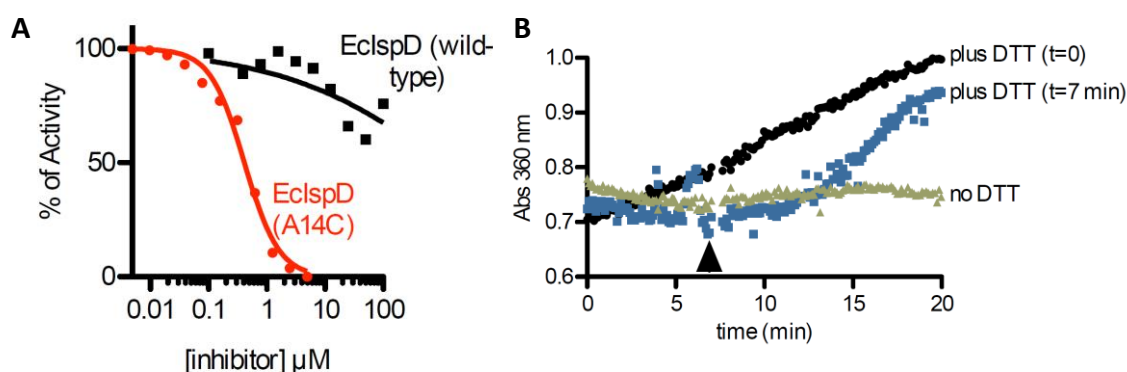 A
100
50
0
% of Activity
EcIspD (wild-
type)
EcIspD
(A14C)
0.01 0.1 1 10 100
[inhibitor] µM
B
1.0
0.9
0.8
0.7
0.6
Abs 360 nm
plus DTT (t=0)
plus DTT (t=7 min)
no DTT
0 5 10 15 20
time (min)